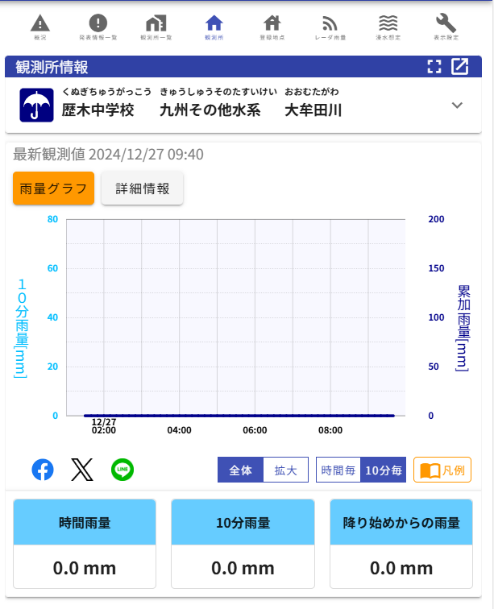 概況 発表情報一覧 観測所一覧 観測所 登録地点 レーダ雨量 浸水想定 表示設定
観測所情報
くぬぎちゅうがっこう きゅうしゅうそのたすいけい おおむたがわ
歴木中学校 九州その他水系 大牟田川
最新観測値 2024/12/27 09:40
雨量グラフ 詳細情報
80 200
60 150
40 100
20 50
0 0
10分雨量[mm]
累加雨量[mm]
12/27
02:00 04:00 06:00 08:00
LINE
全体 拡大 時間毎 10分毎 凡例
時間雨量 10分雨量 降り始めからの雨量
0.0 mm 0.0 mm 0.0 mm